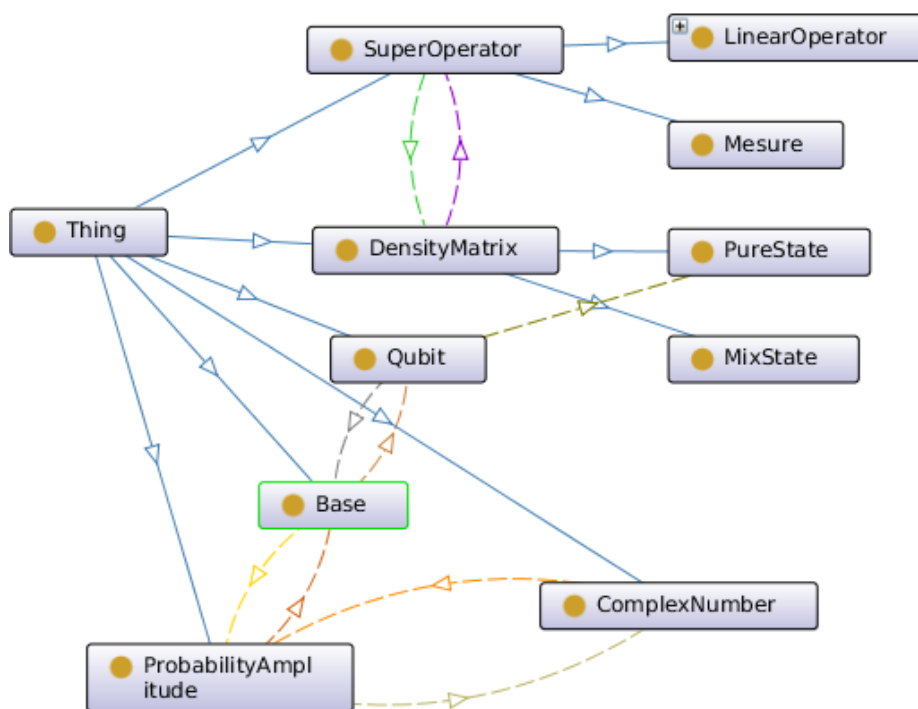 SuperOperator
LinearOperator
Mesure
Thing
DensityMatrix
PureState
Qubit
MixState
Base
ComplexNumber
ProbabilityAmpl
itude